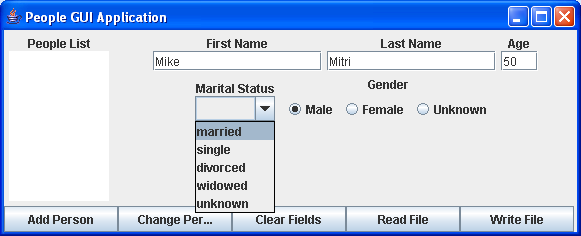 People GUI Application
People List First Name Last Name Age
Mike Mitri 50
Marital Status Gender
Male Female Unknown
married
single
divorced
widowed
unknown
Add Person Change Per... Clear Fields Read File Write File